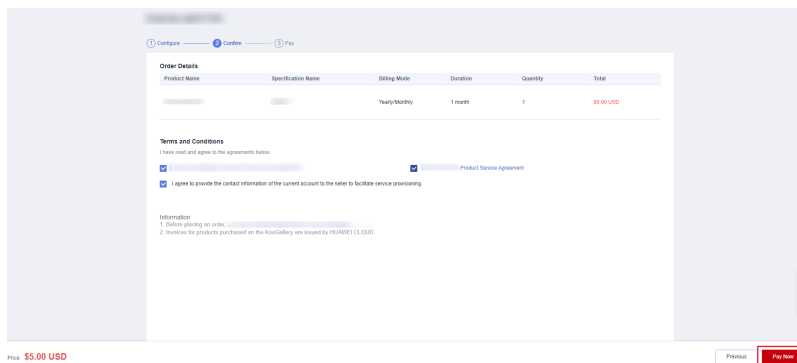 1 Configure 2 Confirm 3 Pay
Order Details
Product Name Specification Name Billing Mode Duration Quantity Total
Yearly/Monthly 1 month 1 $5.00 USD
Terms and Conditions
I have read and agree to the agreements below.
Product Service Agreement
I agree to provide the contact information of the current account to the seller to facilitate service provisioning.
Information
1. Before placing an order,
2. Invoices for products purchased on the KooGallery are issued by HUAWEI CLOUD.
Price: $5.00 USD Previous Pay Now